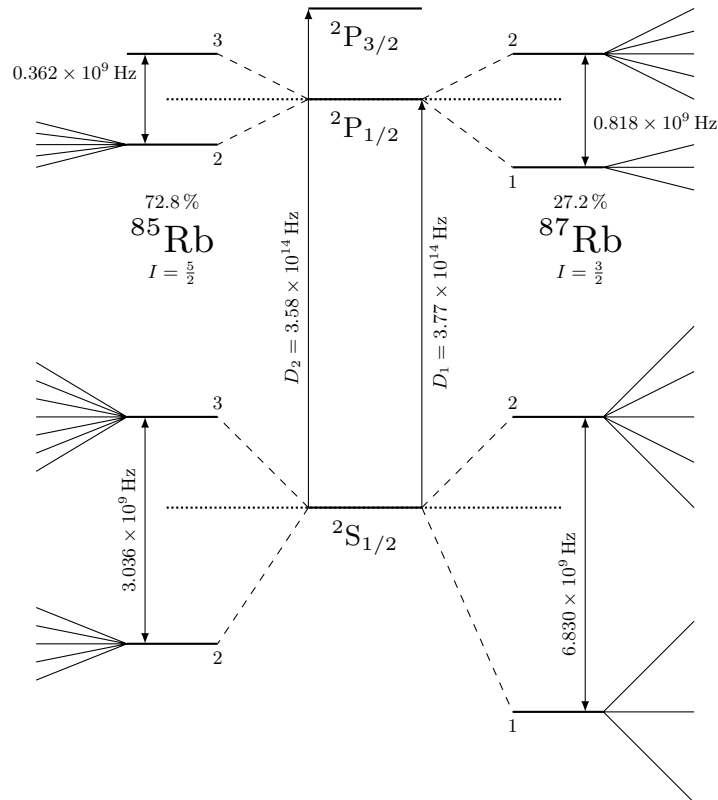 3
2
²P₃/₂
0.362 × 10⁹ Hz
²P₁/₂
0.818 × 10⁹ Hz
2
1
72.8 %
⁸⁵Rb
I = 5/2
27.2 %
⁸⁷Rb
I = 3/2
D₂ = 3.58 × 10¹⁴ Hz
D₁ = 3.77 × 10¹⁴ Hz
3
2
3.036 × 10⁹ Hz
²S₁/₂
6.830 × 10⁹ Hz
2
1